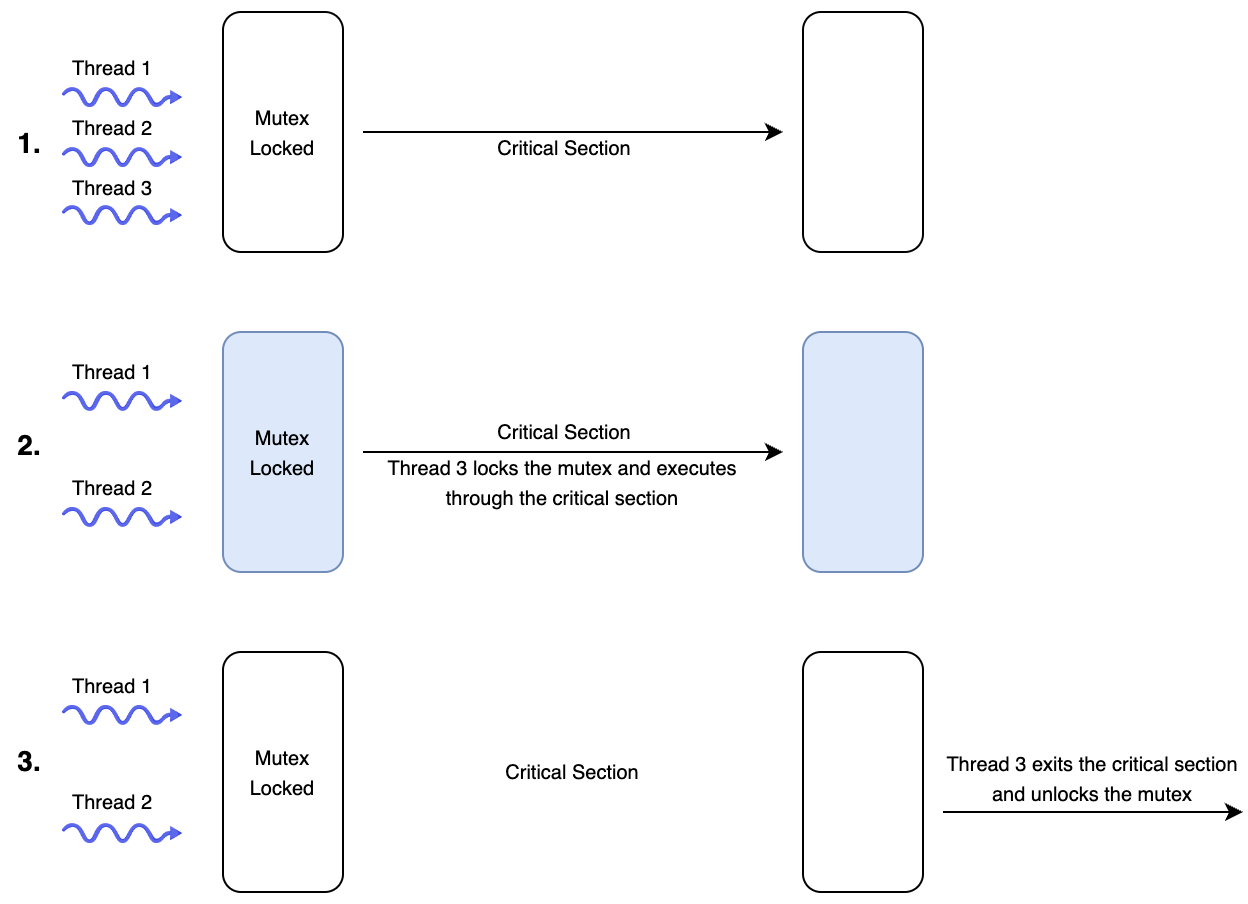 Thread 1
Thread 2
Thread 3
1.
Mutex
Locked
Critical Section
Thread 1
Thread 2
2.
Mutex
Locked
Critical Section
Thread 3 locks the mutex and executes
through the critical section
Thread 1
Thread 2
3.
Mutex
Locked
Critical Section
Thread 3 exits the critical section
and unlocks the mutex